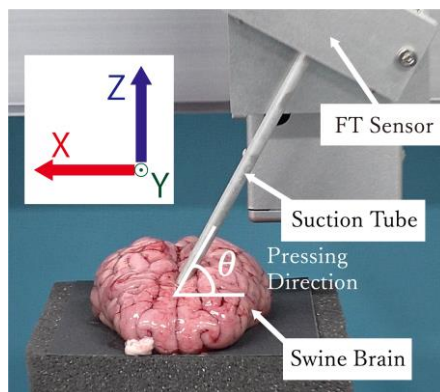 Z
X
Y
FT Sensor
Suction Tube
θ
Pressing
Direction
Swine Brain